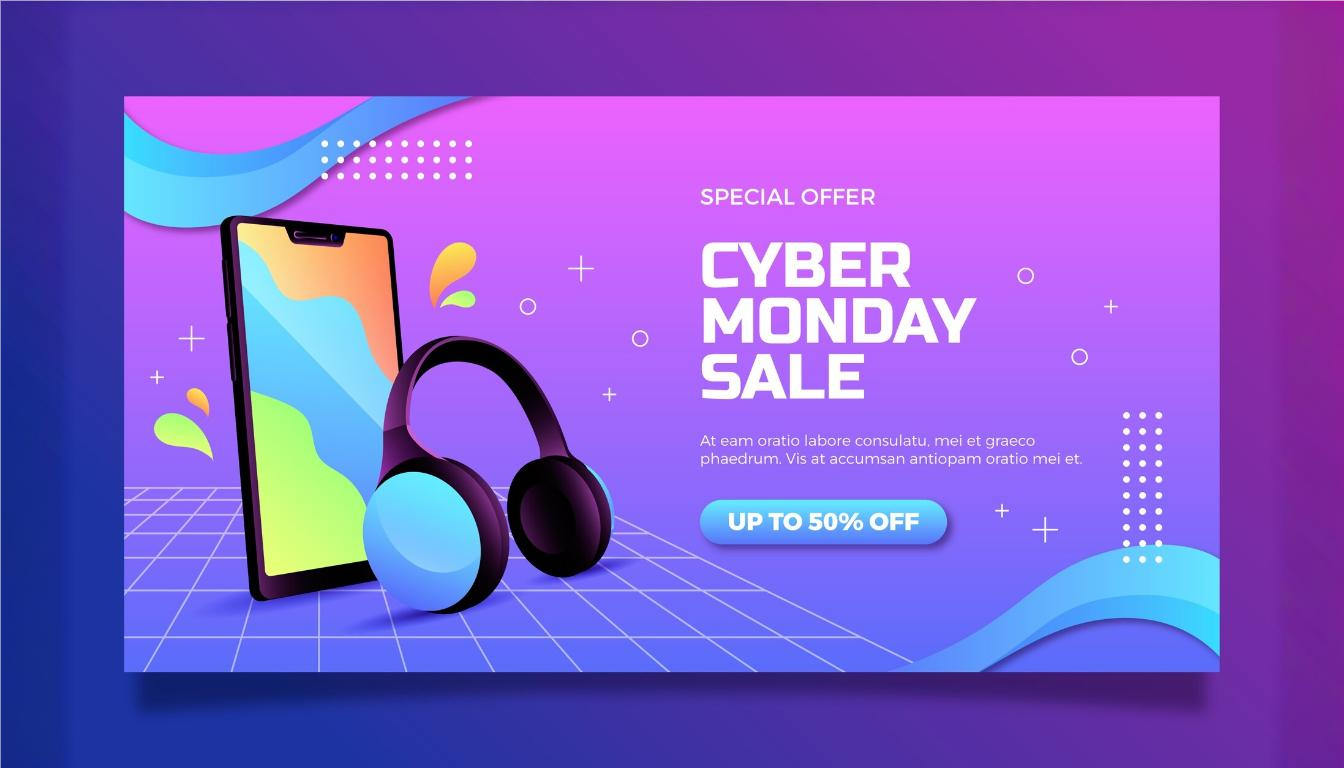 SPECIAL OFFER
CYBER
MONDAY
SALE
At eam oratio labore consulatu, mei et graeco
phaedrum. Vis at accumsan antiopam oratio mei et.
UP TO 50% OFF